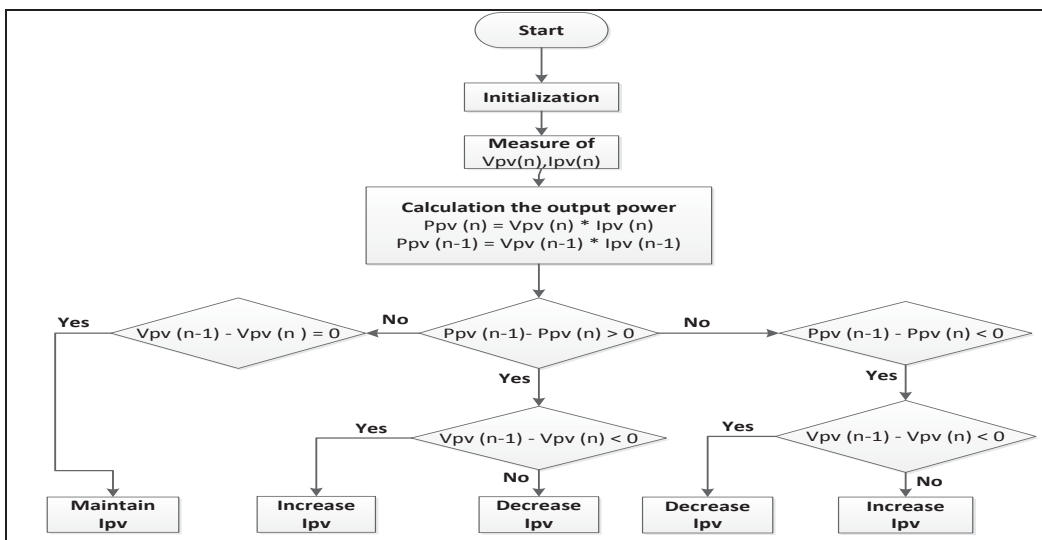 Start
Initialization
Measure of
Vpv(n),Ipv(n)
Calculation the output power
Ppv (n) = Vpv (n) * Ipv (n)
Ppv (n-1) = Vpv (n-1) * Ipv (n-1)
Yes
Vpv (n-1) - Vpv (n ) = 0
No
Ppv (n-1)- Ppv (n) > 0
No
Ppv (n-1) - Ppv (n) < 0
Yes
Yes
Yes
Vpv (n-1) - Vpv (n) < 0
Yes
Vpv (n-1) - Vpv (n) < 0
No
No
Maintain
Ipv
Increase
Ipv
Decrease
Ipv
Decrease
Ipv
Increase
Ipv